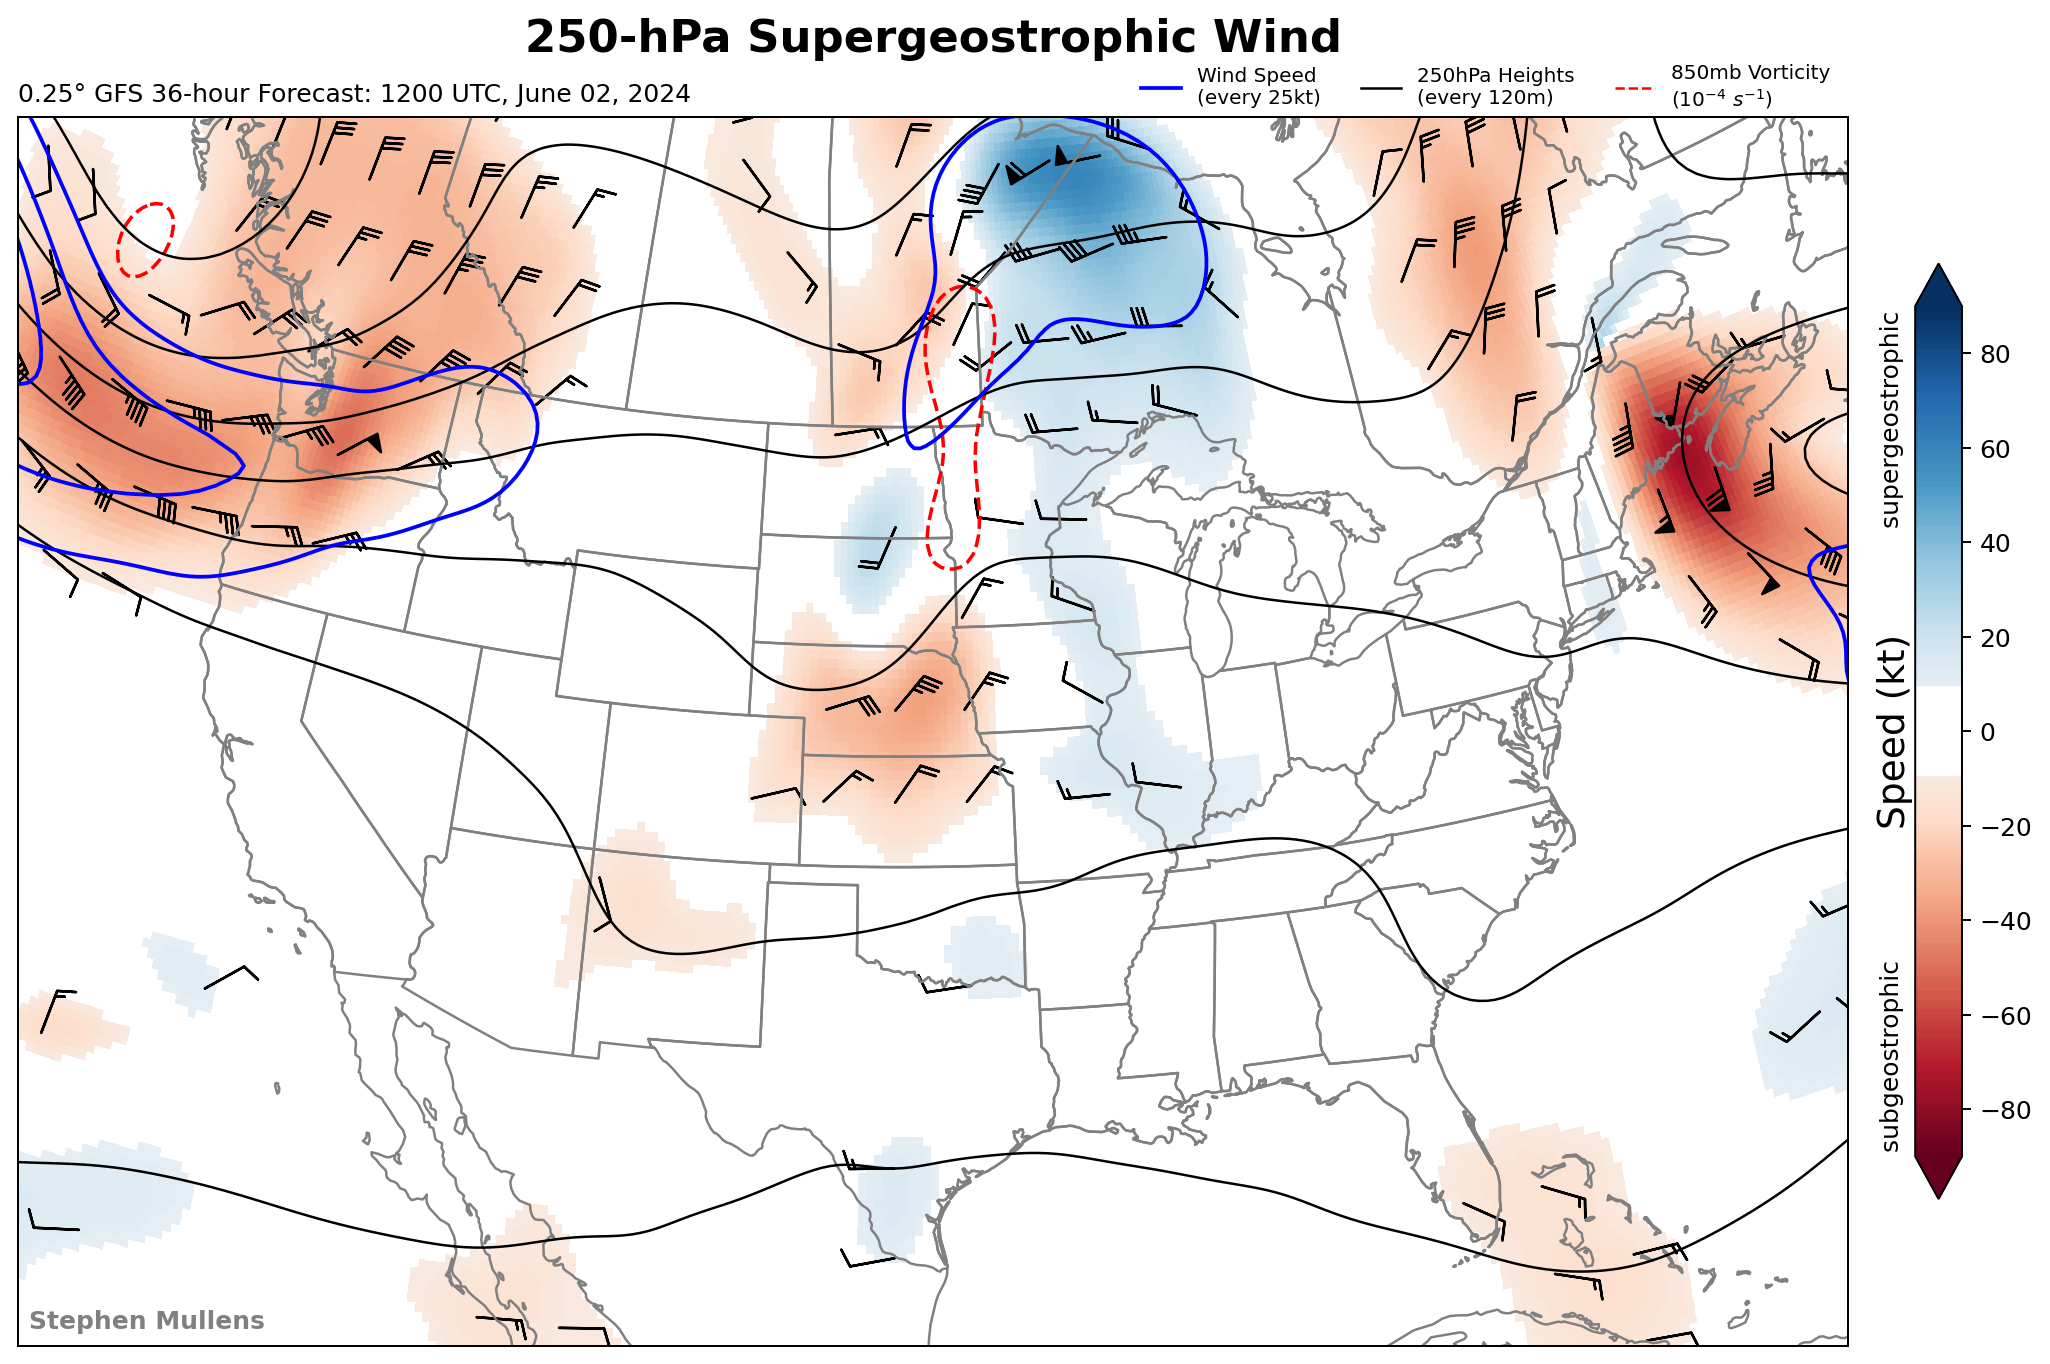 250-hPa Supergeostrophic Wind
0.25° GFS 36-hour Forecast: 1200 UTC, June 02, 2024
Wind Speed
(every 25kt)
250hPa Heights
(every 120m)
850mb Vorticity
(10⁻⁴ s⁻¹)
supergeostrophic
Speed (kt)
subgeostrophic
80
60
40
20
0
−20
−40
−60
−80
Stephen Mullens